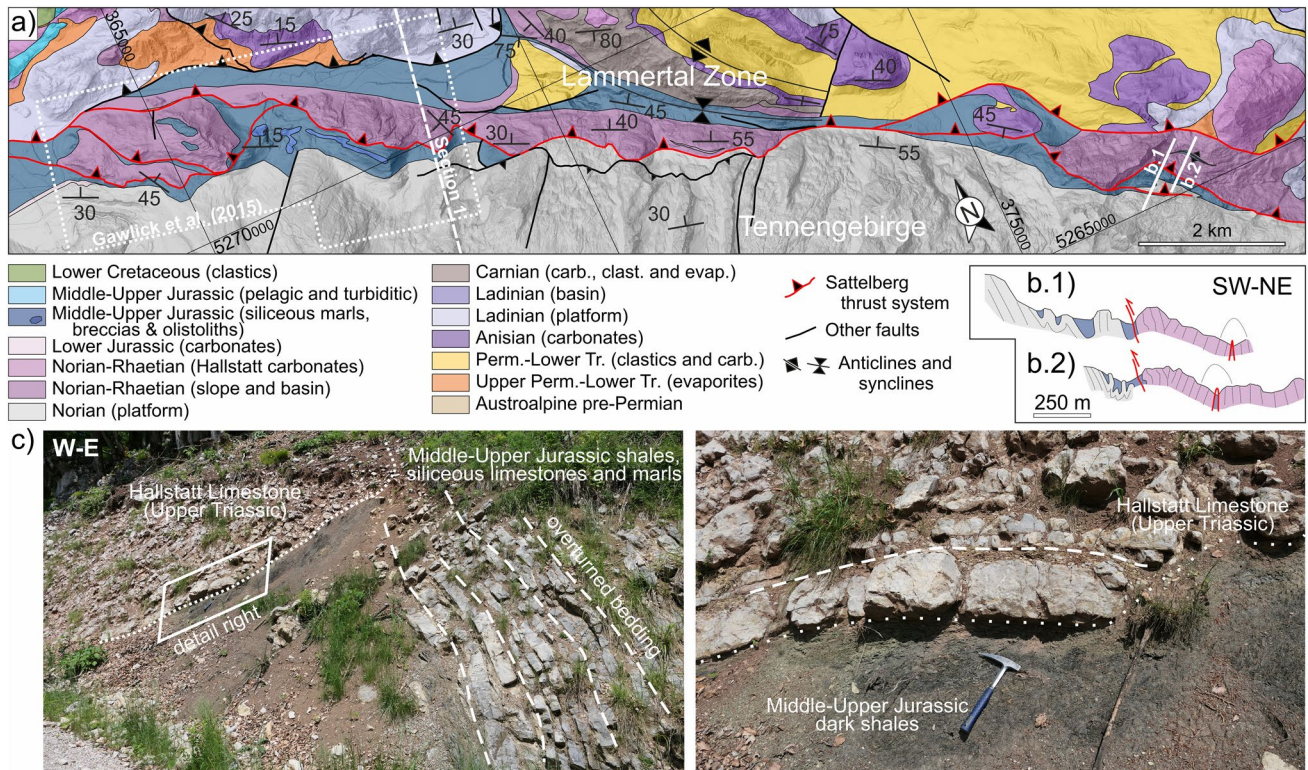 a)
25
15
365000
30
75
40
80
75
40
Lammertal Zone
45
45
15
45
30
40
55
45
55
30
45
30
Section 1
b.1
b.2
N
Gawlick et al. (2015)
5270000
Tennengebirge
375000
5265000
2 km
Lower Cretaceous (clastics)
Middle-Upper Jurassic (pelagic and turbiditic)
Middle-Upper Jurassic (siliceous marls,
breccias & olistoliths)
Lower Jurassic (carbonates)
Norian-Rhaetian (Hallstatt carbonates)
Norian-Rhaetian (slope and basin)
Norian (platform)
Carnian (carb., clast. and evap.)
Ladinian (basin)
Ladinian (platform)
Anisian (carbonates)
Perm.-Lower Tr. (clastics and carb.)
Upper Perm.-Lower Tr. (evaporites)
Austroalpine pre-Permian
Sattelberg
thrust system
Other faults
Anticlines and
synclines
b.1)
SW-NE
b.2)
250 m
c)
W-E
Middle-Upper Jurassic shales,
siliceous limestones and marls
Hallstatt Limestone
(Upper Triassic)
overturned bedding
detail right
Hallstatt Limestone
(Upper Triassic)
Middle-Upper Jurassic
dark shales